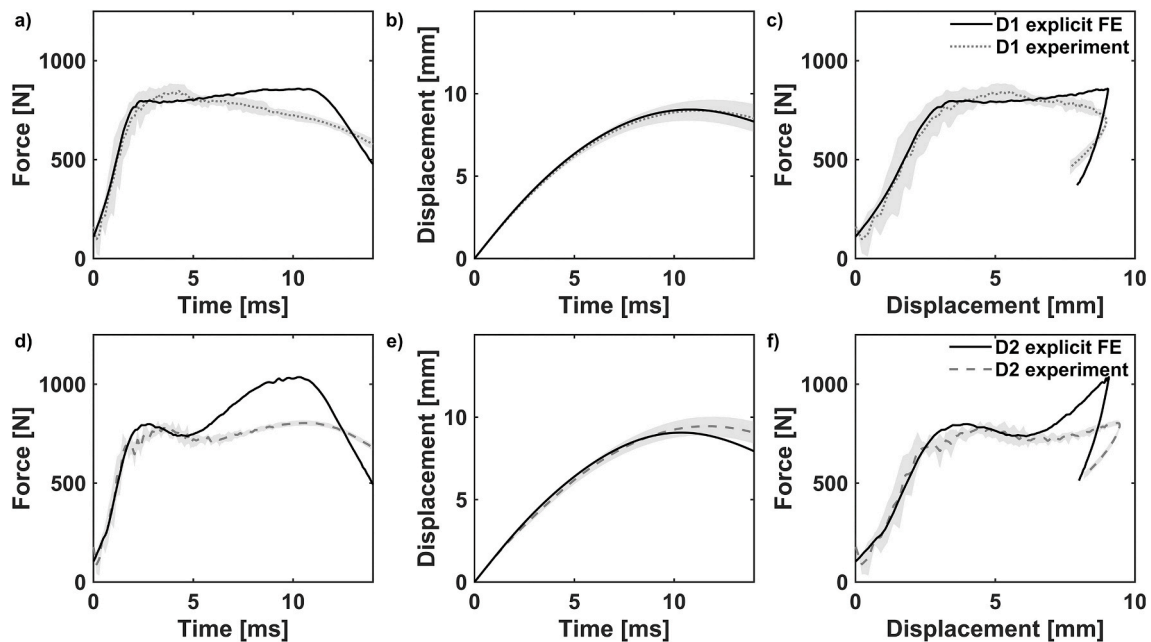 a)
b)
c)
D1 explicit FE
D1 experiment
Force [N]
1000
500
0
0
5
10
Time [ms]
Displacement [mm]
10
5
0
0
5
10
Time [ms]
Force [N]
1000
500
0
0
5
10
Displacement [mm]
d)
e)
f)
D2 explicit FE
D2 experiment
Force [N]
1000
500
0
0
5
10
Time [ms]
Displacement [mm]
10
5
0
0
5
10
Time [ms]
Force [N]
1000
500
0
0
5
10
Displacement [mm]